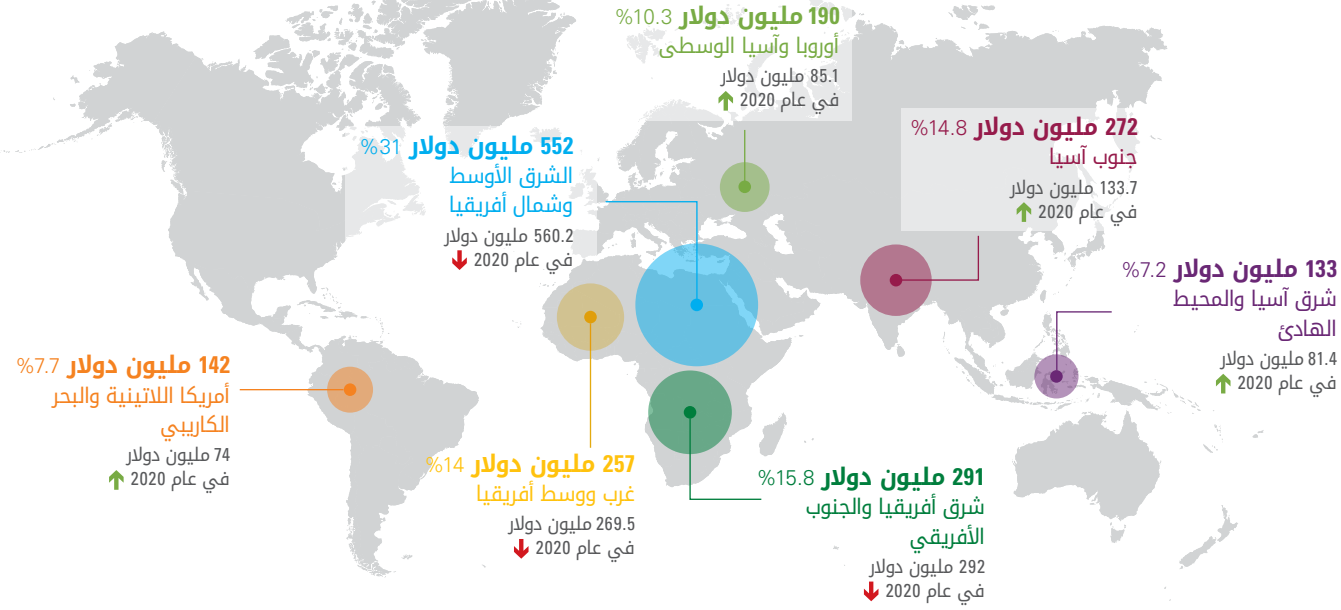 190 مليون دولار 10.3%
أوروبا وآسيا الوسطى
85.1 مليون دولار
في عام 2020
272 مليون دولار 14.8%
جنوب آسيا
133.7 مليون دولار
في عام 2020
552 مليون دولار 31%
الشرق الأوسط
وشمال أفريقيا
560.2 مليون دولار
في عام 2020
133 مليون دولار 7.2%
شرق آسيا والمحيط
الهادئ
81.4 مليون دولار
في عام 2020
142 مليون دولار 7.7%
أمريكا اللاتينية والبحر
الكاريبي
74 مليون دولار
في عام 2020
257 مليون دولار 14%
غرب ووسط أفريقيا
269.5 مليون دولار
في عام 2020
291 مليون دولار 15.8%
شرق أفريقيا والجنوب
الأفريقي
292 مليون دولار
في عام 2020